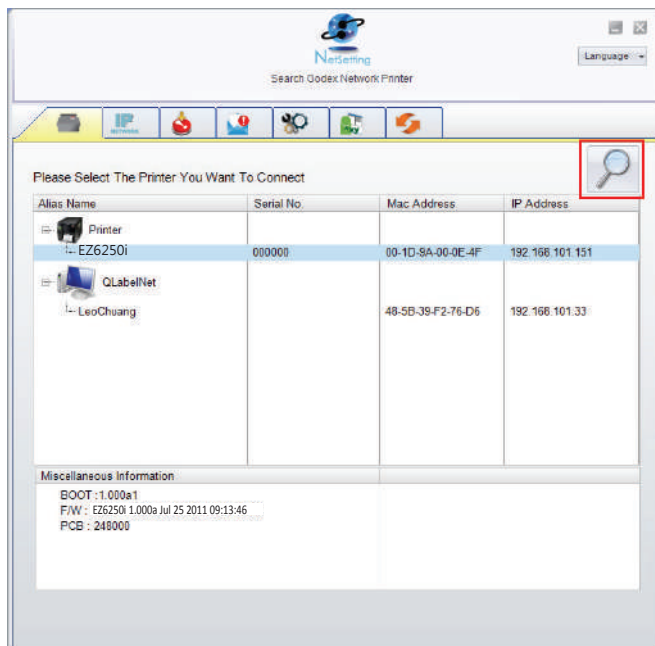 NetSetting
Language
Search Godex Network Printer
IP
NETWORK
Please Select The Printer You Want To Connect
Alias Name Serial No. Mac Address IP Address
Printer
EZ6250i 000000 00-1D-9A-00-0E-4F 192.168.101.151
QLabelNet
LeoChuang 48-5B-39-F2-76-D6 192.168.101.33
Miscellaneous Information
BOOT :1.000a1
F/W : EZ6250i 1.000a Jul 25 2011 09:13:46
PCB : 248000